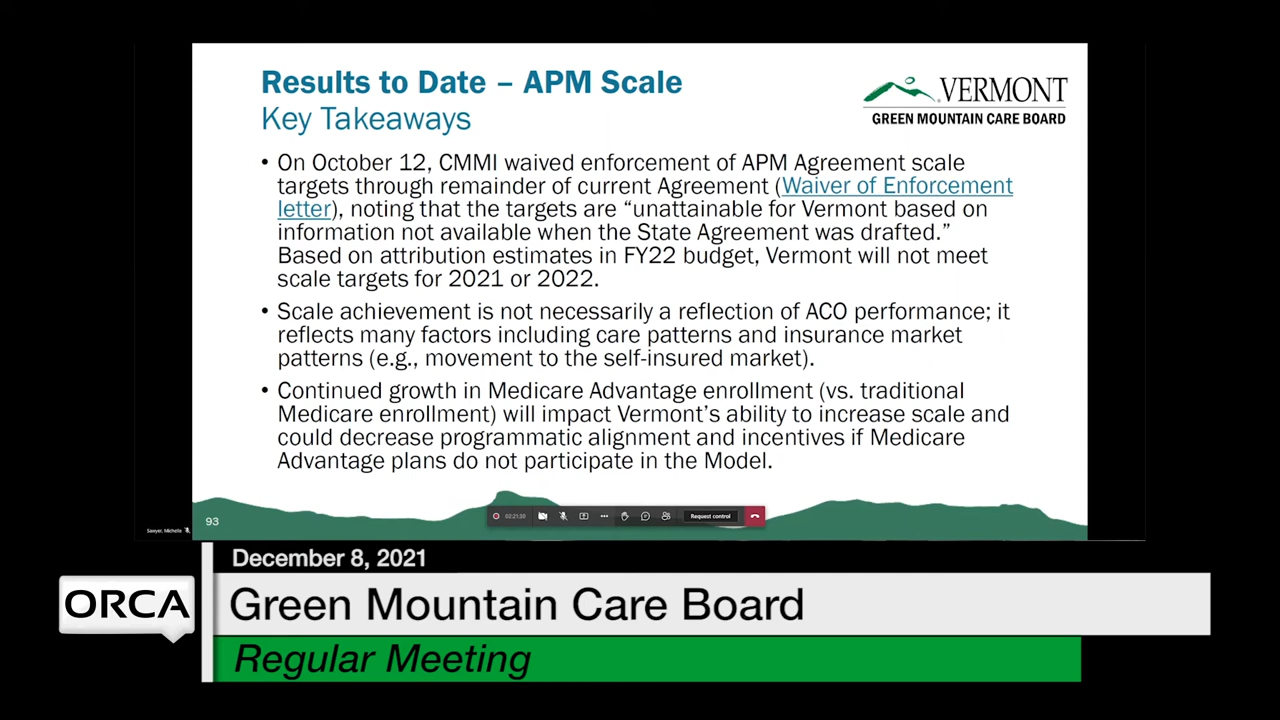 Results to Date – APM Scale
Key Takeaways
VERMONT
GREEN MOUNTAIN CARE BOARD
• On October 12, CMMI waived enforcement of APM Agreement scale
targets through remainder of current Agreement (Waiver of Enforcement
letter), noting that the targets are “unattainable for Vermont based on
information not available when the State Agreement was drafted.”
Based on attribution estimates in FY22 budget, Vermont will not meet
scale targets for 2021 or 2022.
• Scale achievement is not necessarily a reflection of ACO performance; it
reflects many factors including care patterns and insurance market
patterns (e.g., movement to the self-insured market).
• Continued growth in Medicare Advantage enrollment (vs. traditional
Medicare enrollment) will impact Vermont’s ability to increase scale and
could decrease programmatic alignment and incentives if Medicare
Advantage plans do not participate in the Model.
93
02:21:33
Request control
Sawyer, Michelle
December 8, 2021
ORCA
Green Mountain Care Board
Regular Meeting